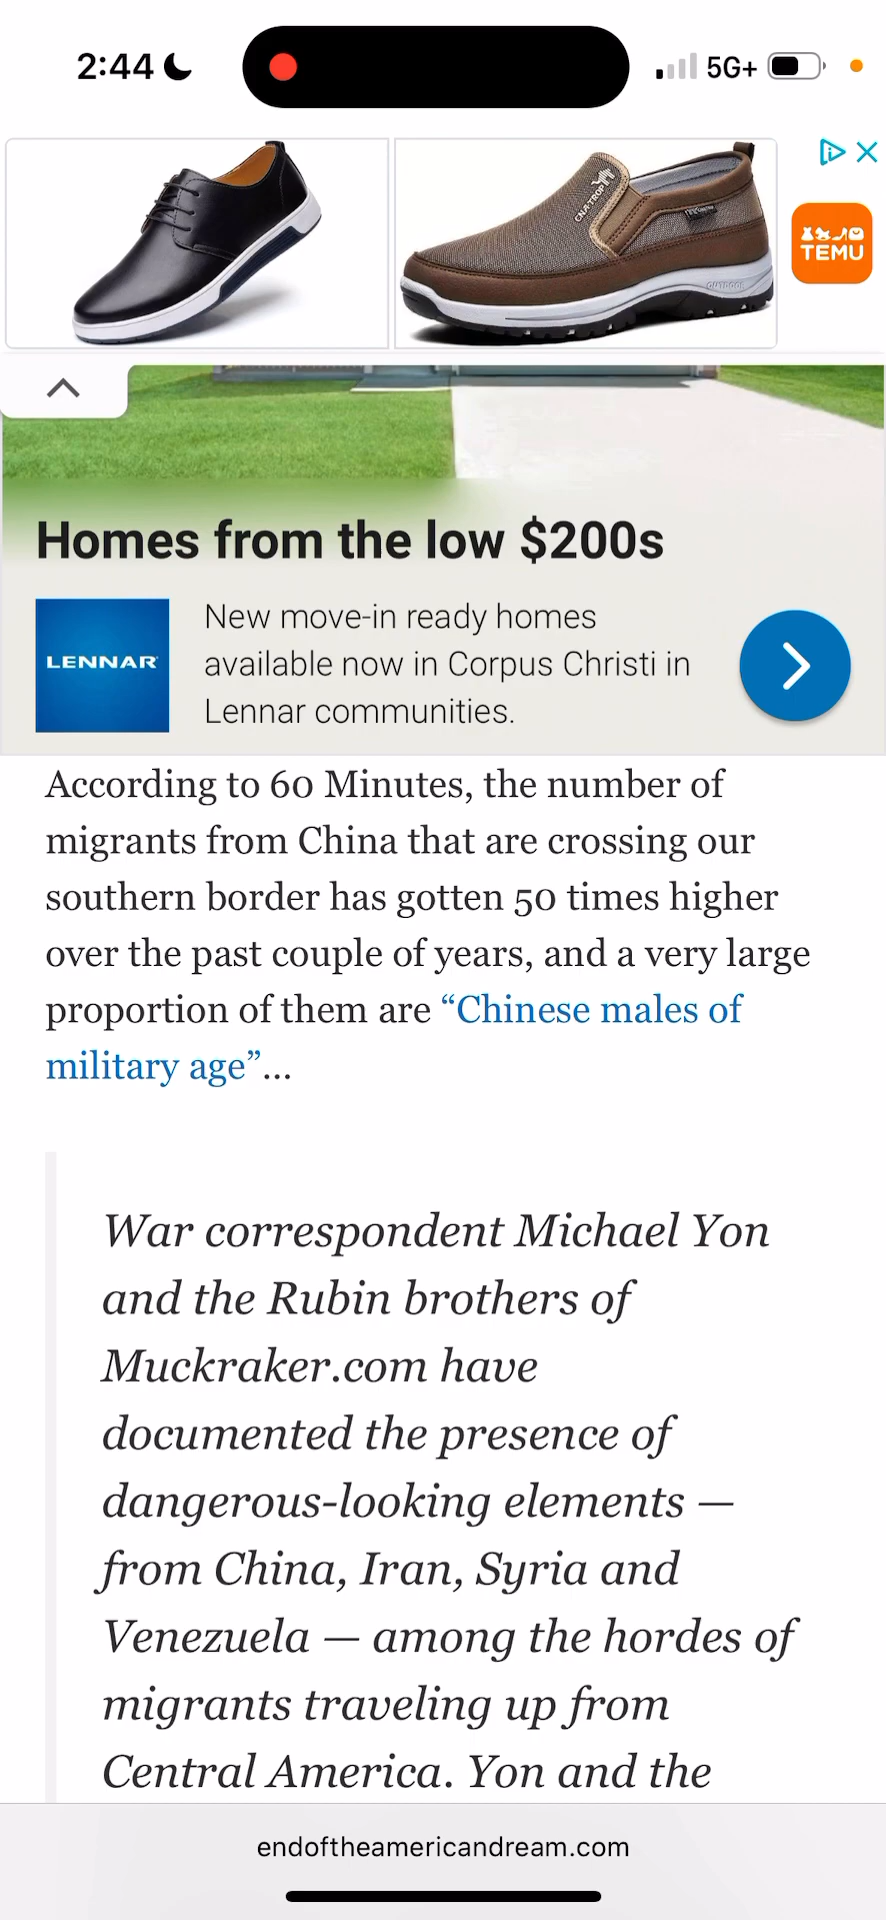 2:44
5G+
CNATROP
TEMU
Homes from the low $200s
New move-in ready homes
LENNAR
available now in Corpus Christi in
Lennar communities.
According to 60 Minutes, the number of
migrants from China that are crossing our
southern border has gotten 50 times higher
over the past couple of years, and a very large
proportion of them are “Chinese males of
military age”...
War correspondent Michael Yon
and the Rubin brothers of
Muckraker.com have
documented the presence of
dangerous-looking elements —
from China, Iran, Syria and
Venezuela — among the hordes of
migrants traveling up from
Central America. Yon and the
endoftheamericandream.com